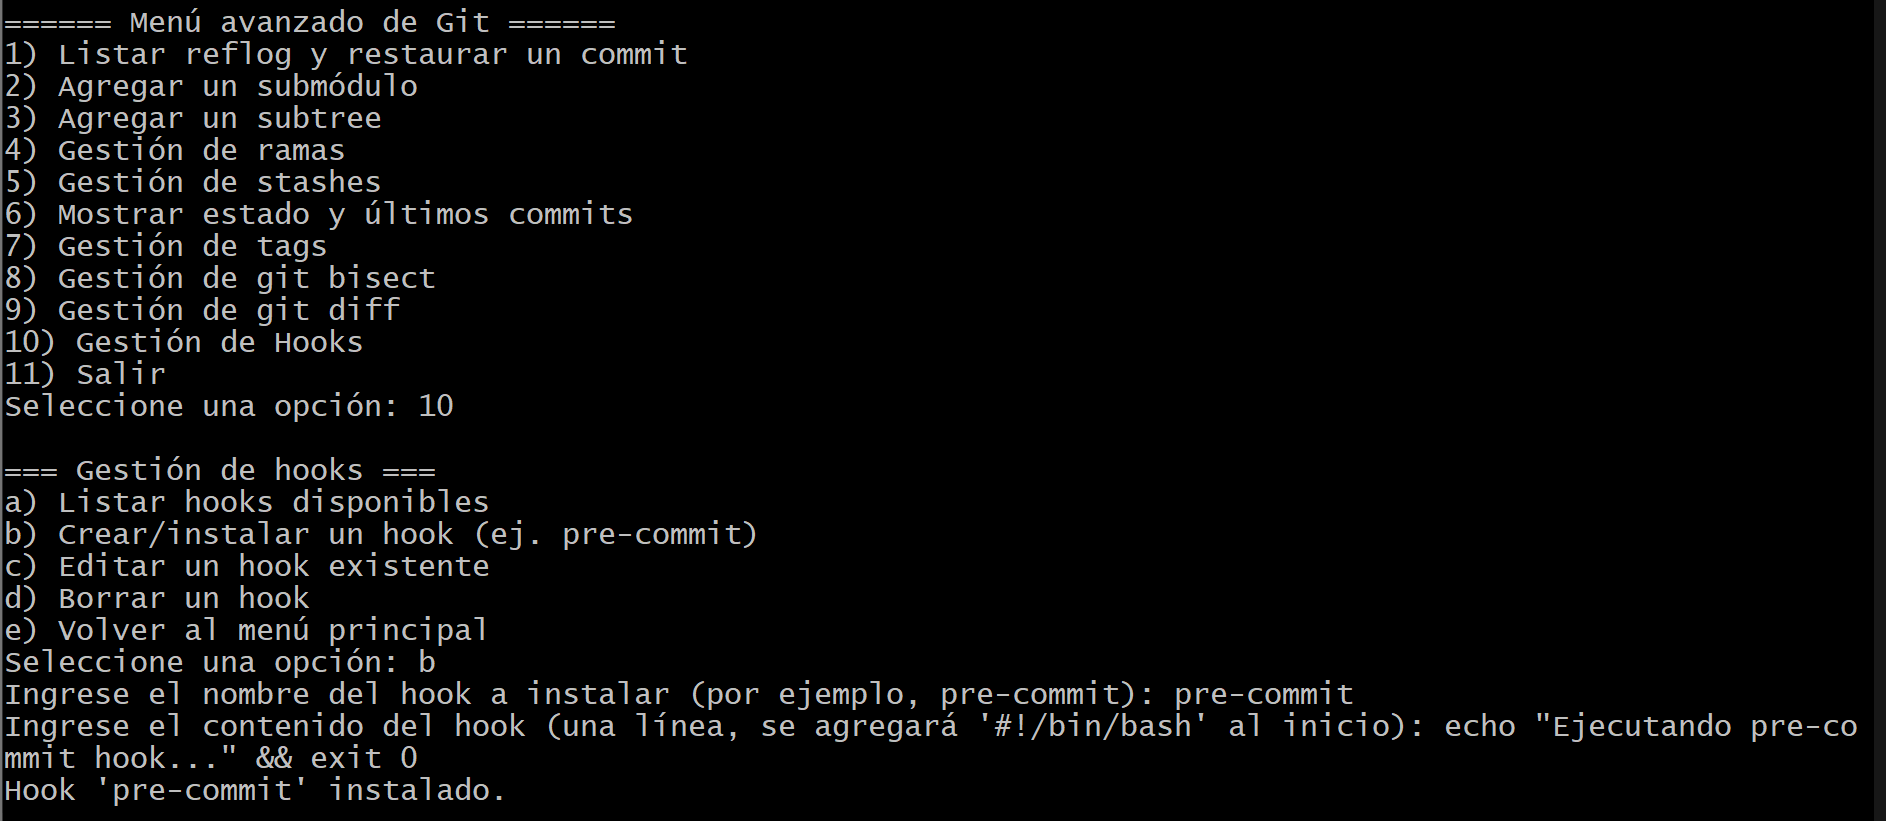 ====== Menú avanzado de Git ======
1) Listar reflog y restaurar un commit
2) Agregar un submódulo
3) Agregar un subtree
4) Gestión de ramas
5) Gestión de stashes
6) Mostrar estado y últimos commits
7) Gestión de tags
8) Gestión de git bisect
9) Gestión de git diff
10) Gestión de Hooks
11) Salir
Seleccione una opción: 10
=== Gestión de hooks ===
a) Listar hooks disponibles
b) Crear/instalar un hook (ej. pre-commit)
c) Editar un hook existente
d) Borrar un hook
e) Volver al menú principal
Seleccione una opción: b
Ingrese el nombre del hook a instalar (por ejemplo, pre-commit): pre-commit
Ingrese el contenido del hook (una línea, se agregará '#!/bin/bash' al inicio): echo "Ejecutando pre-co
mmit hook..." && exit 0
Hook 'pre-commit' instalado.